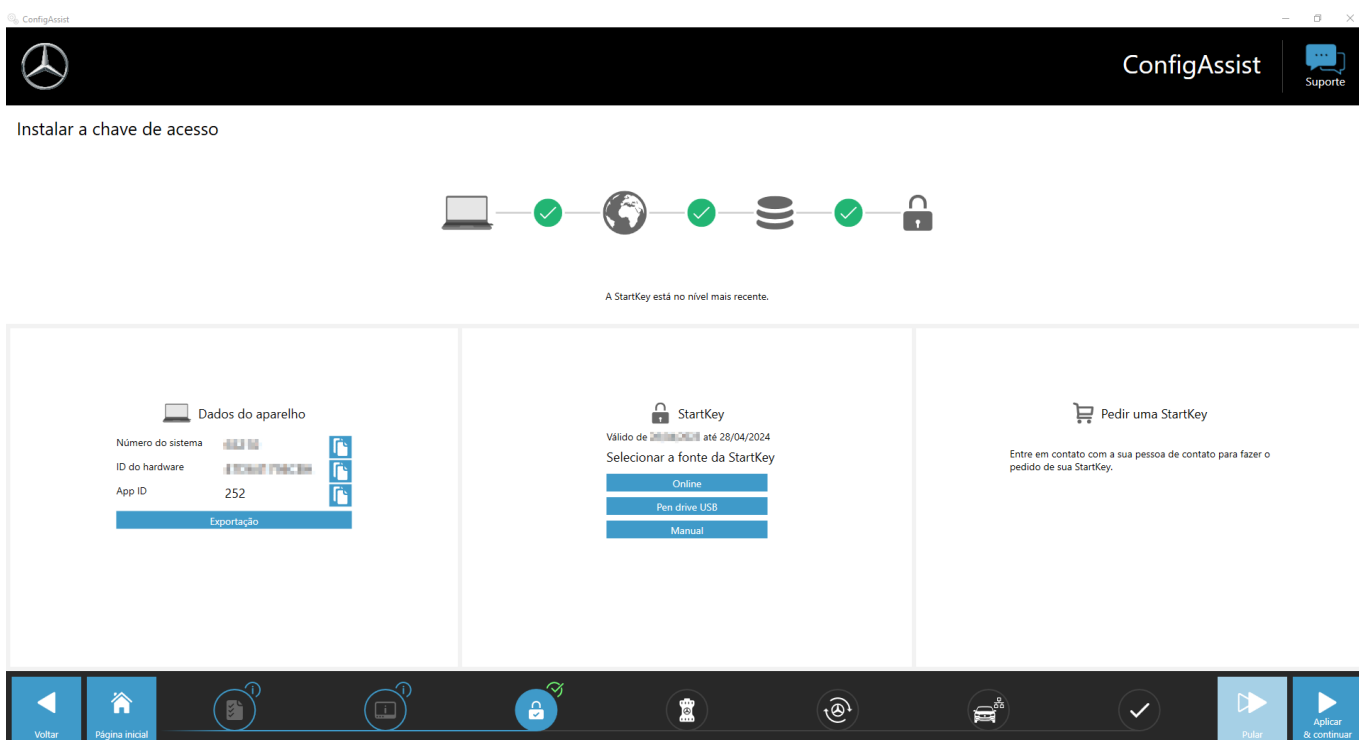 ConfigAssist
ConfigAssist
Suporte
Instalar a chave de acesso
A StartKey está no nível mais recente.
Dados do aparelho
Número do sistema
ID do hardware
App ID 252
Exportação
StartKey
Válido de até 28/04/2024
Selecionar a fonte da StartKey
Online
Pen drive USB
Manual
Pedir uma StartKey
Entre em contato com a sua pessoa de contato para fazer o
pedido de sua StartKey.
Voltar
Página inicial
Pular
Aplicar
& continuar